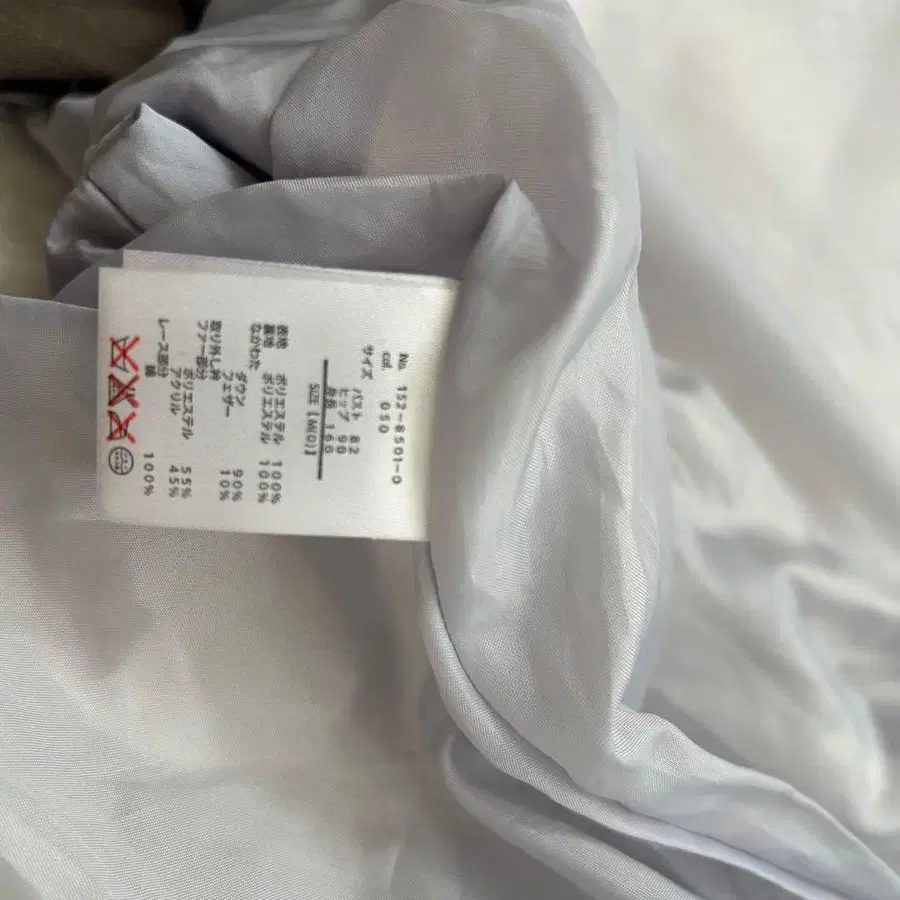 No. 152-8501-0
col. 050
サイズ
バスト 82
ヒップ 90
身長 160
SIZE
表地 ポリエステル 100%
裏地 ポリエステル 100%
なかわた ダウン 90%
フェザー 10%
取り外し衿
ファー部分 ポリエステル 55%
アクリル 45%
レース部分 綿 100%